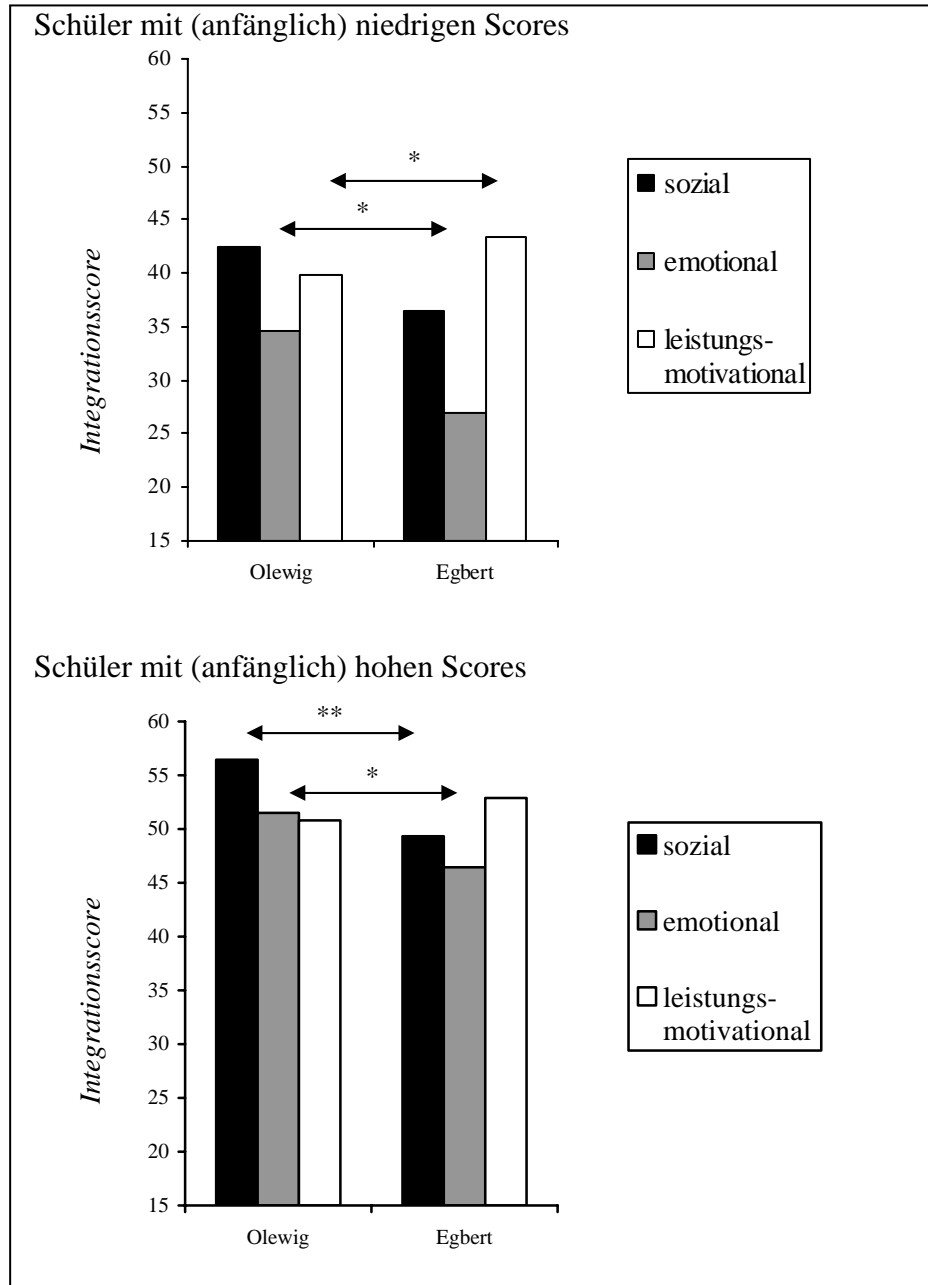 Schüler mit (anfänglich) niedrigen Scores
60
55
50
45
40
35
30
25
20
15
Integrationsscore
*
*
Olewig
Egbert
sozial
emotional
leistungs-
motivational
Schüler mit (anfänglich) hohen Scores
60
55
50
45
40
35
30
25
20
15
Integrationsscore
**
*
Olewig
Egbert
sozial
emotional
leistungs-
motivational